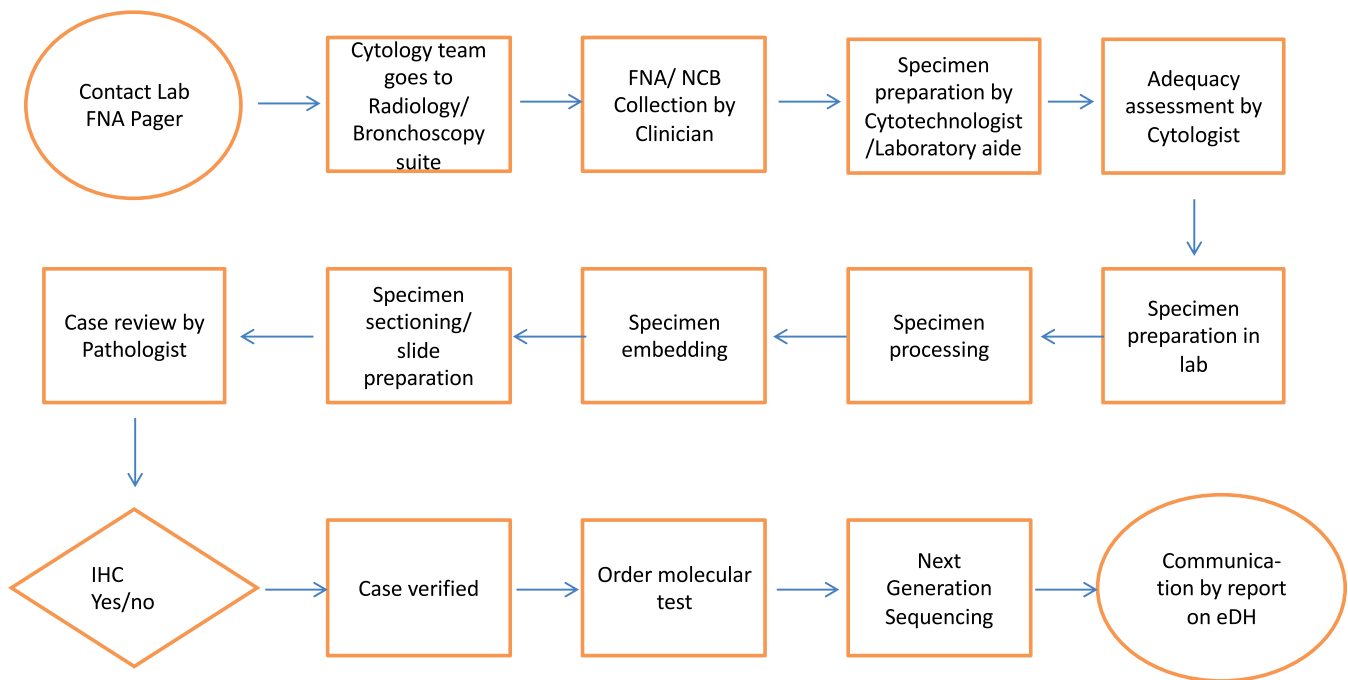 Contact Lab
FNA Pager
Cytology team
goes to
Radiology/
Bronchoscopy
suite
FNA/ NCB
Collection by
Clinician
Specimen
preparation by
Cytotechnologist
/Laboratory aide
Adequacy
assessment by
Cytologist
Specimen
preparation in
lab
Specimen
processing
Specimen
embedding
Specimen
sectioning/
slide
preparation
Case review by
Pathologist
IHC
Yes/no
Case verified
Order molecular
test
Next
Generation
Sequencing
Communica-
tion by report
on eDH